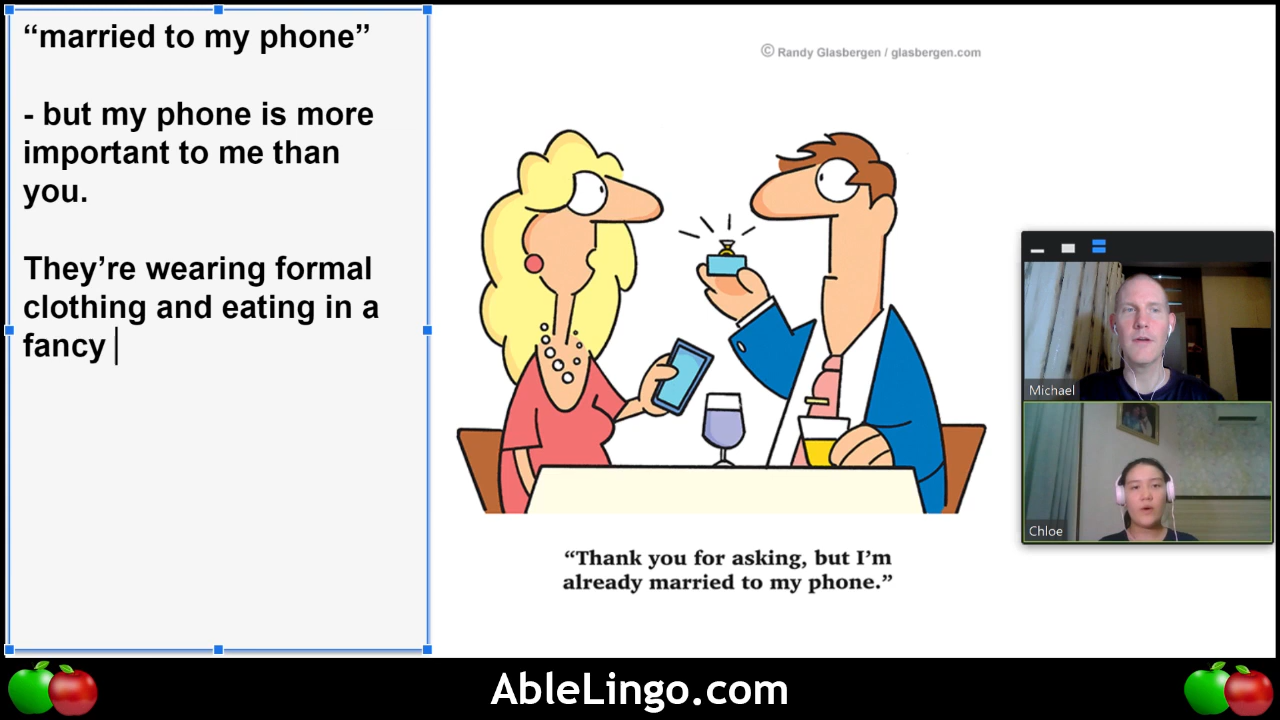 “married to my phone”
- but my phone is more
important to me than
you.
They’re wearing formal
clothing and eating in a
fancy
© Randy Glasbergen / glasbergen.com
“Thank you for asking, but I’m
already married to my phone.”
Michael
Chloe
AbleLingo.com